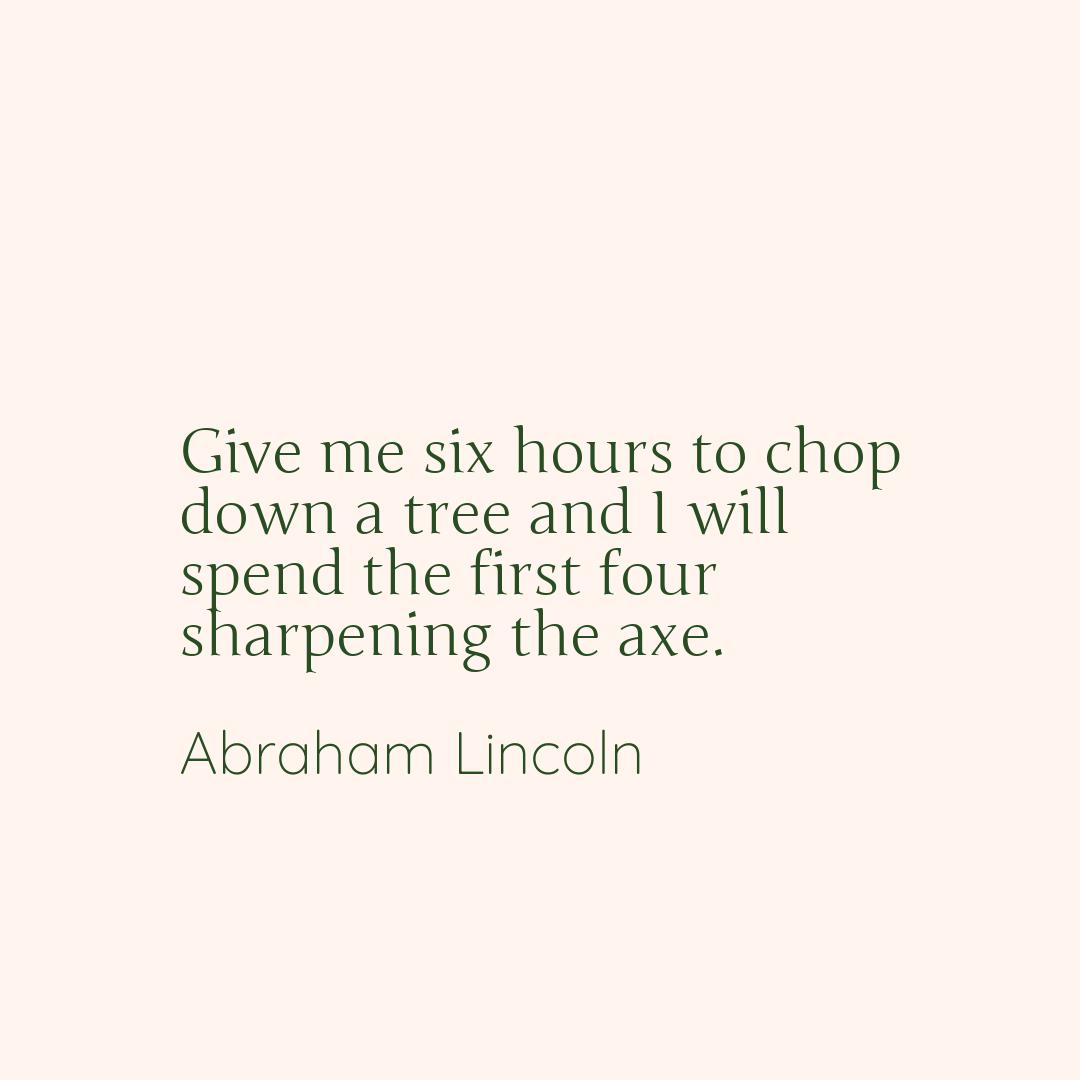 Give me six hours to chop
down a tree and I will
spend the first four
sharpening the axe.
Abraham Lincoln